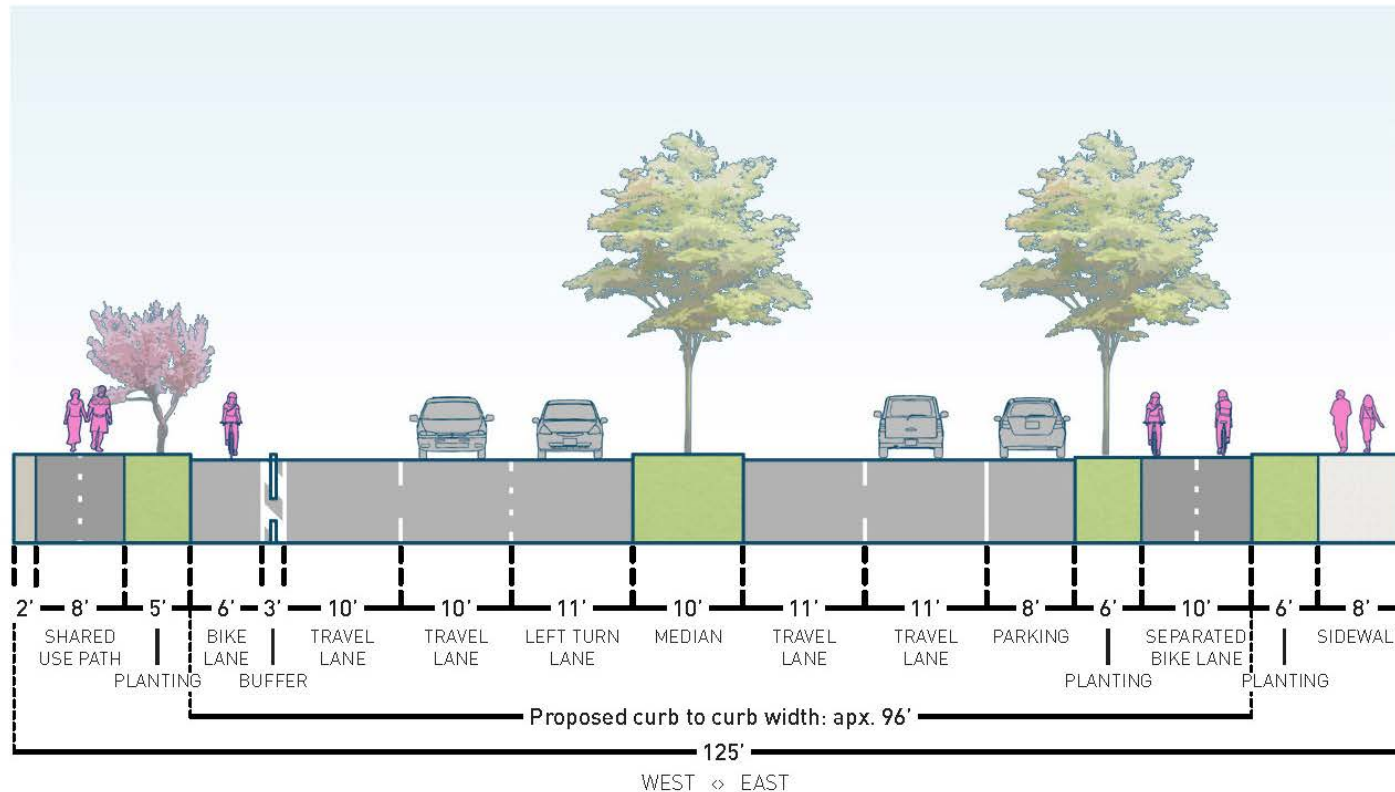 2' 8' 5' 6' 3' 10' 10' 11' 10' 11' 11' 8' 6' 10' 6' 8'
SHARED USE PATH
PLANTING
BIKE LANE
BUFFER
TRAVEL LANE
TRAVEL LANE
LEFT TURN LANE
MEDIAN
TRAVEL LANE
TRAVEL LANE
PARKING
PLANTING
SEPARATED BIKE LANE
PLANTING
SIDEWAL
Proposed curb to curb width: apx. 96'
125'
WEST <> EAST